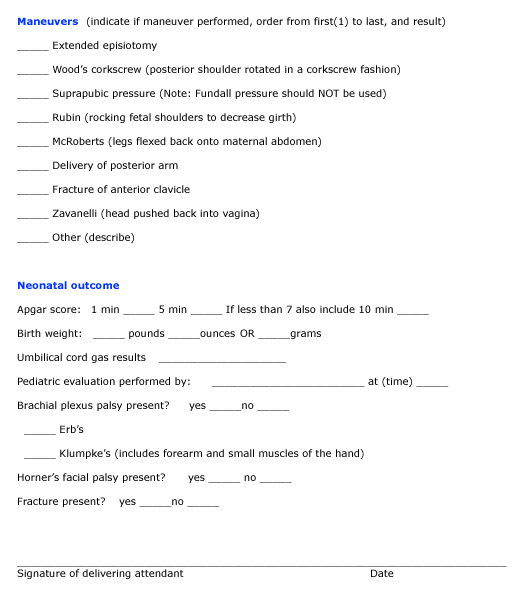 Maneuvers (indicate if maneuver performed, order from first(1) to last, and result)
_____ Extended episiotomy
_____ Wood's corkscrew (posterior shoulder rotated in a corkscrew fashion)
_____ Suprapubic pressure (Note: Fundall pressure should NOT be used)
_____ Rubin (rocking fetal shoulders to decrease girth)
_____ McRoberts (legs flexed back onto maternal abdomen)
_____ Delivery of posterior arm
_____ Fracture of anterior clavicle
_____ Zavanelli (head pushed back into vagina)
_____ Other (describe)
Neonatal outcome
Apgar score: 1 min _____ 5 min _____ If less than 7 also include 10 min _____
Birth weight: _____ pounds _____ounces OR _____grams
Umbilical cord gas results ____________________
Pediatric evaluation performed by: ________________________ at (time) _____
Brachial plexus palsy present? yes _____no _____
_____ Erb's
_____ Klumpke's (includes forearm and small muscles of the hand)
Horner's facial palsy present? yes _____ no _____
Fracture present? yes _____no _____
Signature of delivering attendant Date